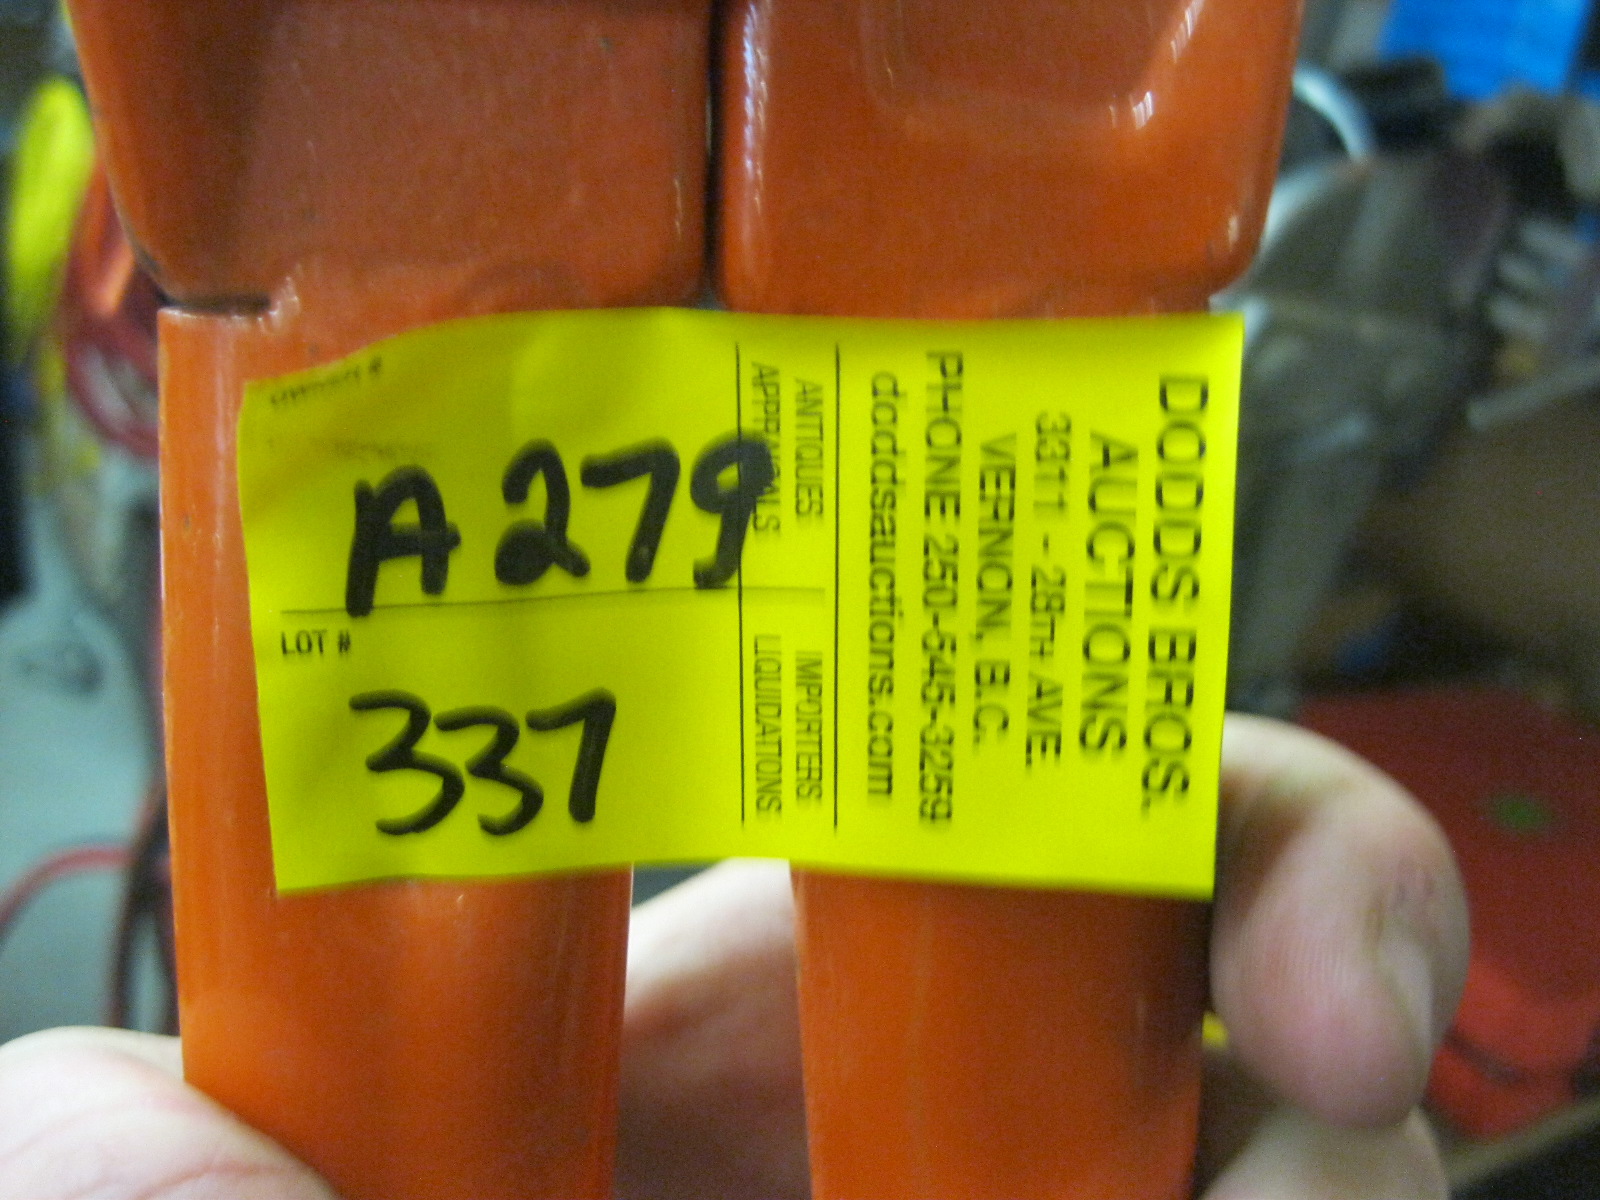 A 279
LOT #
337
DODDS BROS.
AUCTIONS
3311 - 28TH AVE.
VERNON, B.C.
PHONE 250-545-3259
doddsauctions.com
ANTIQUES IMPORTERS
APPRAISALS LIQUIDATIONS